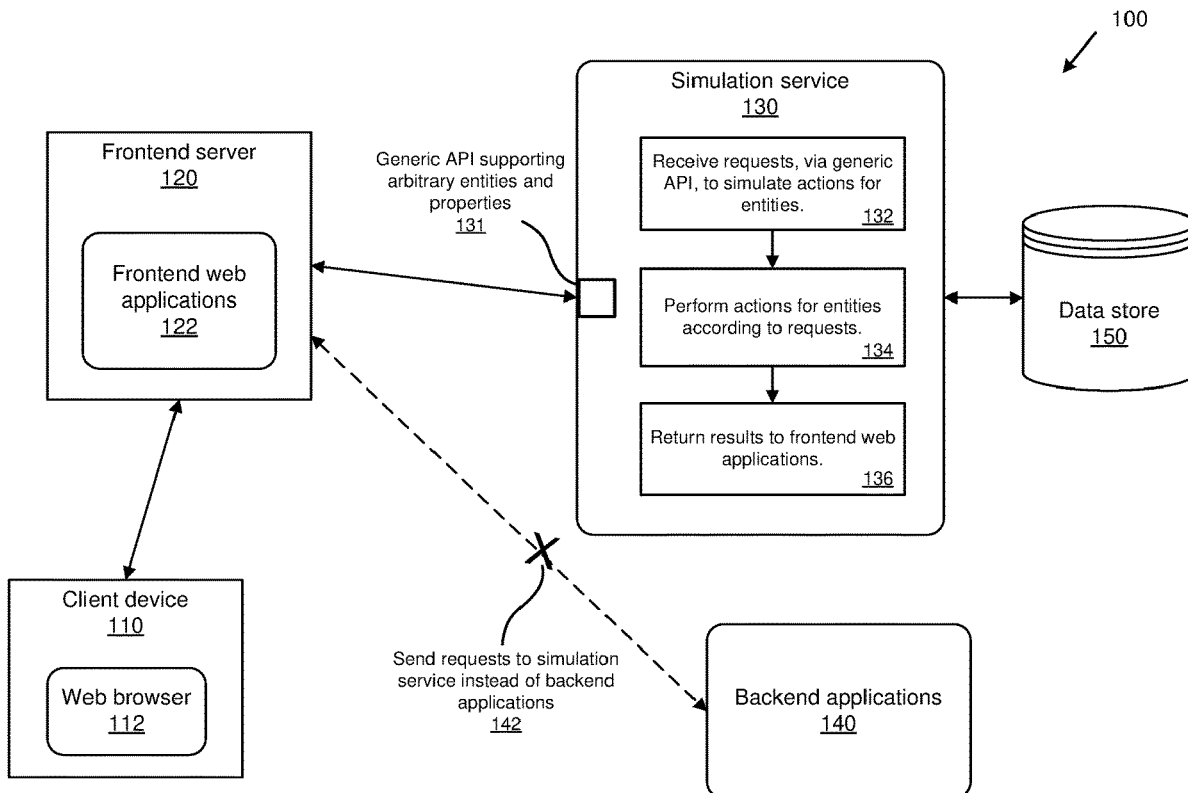 100
Simulation service
130
Receive requests, via generic
API, to simulate actions for
entities.
132
Perform actions for entities
according to requests.
134
Return results to frontend web
applications.
136
Frontend server
120
Frontend web
applications
122
Generic API supporting
arbitrary entities and
properties
131
Data store
150
Client device
110
Web browser
112
Send requests to simulation
service instead of backend
applications
142
Backend applications
140